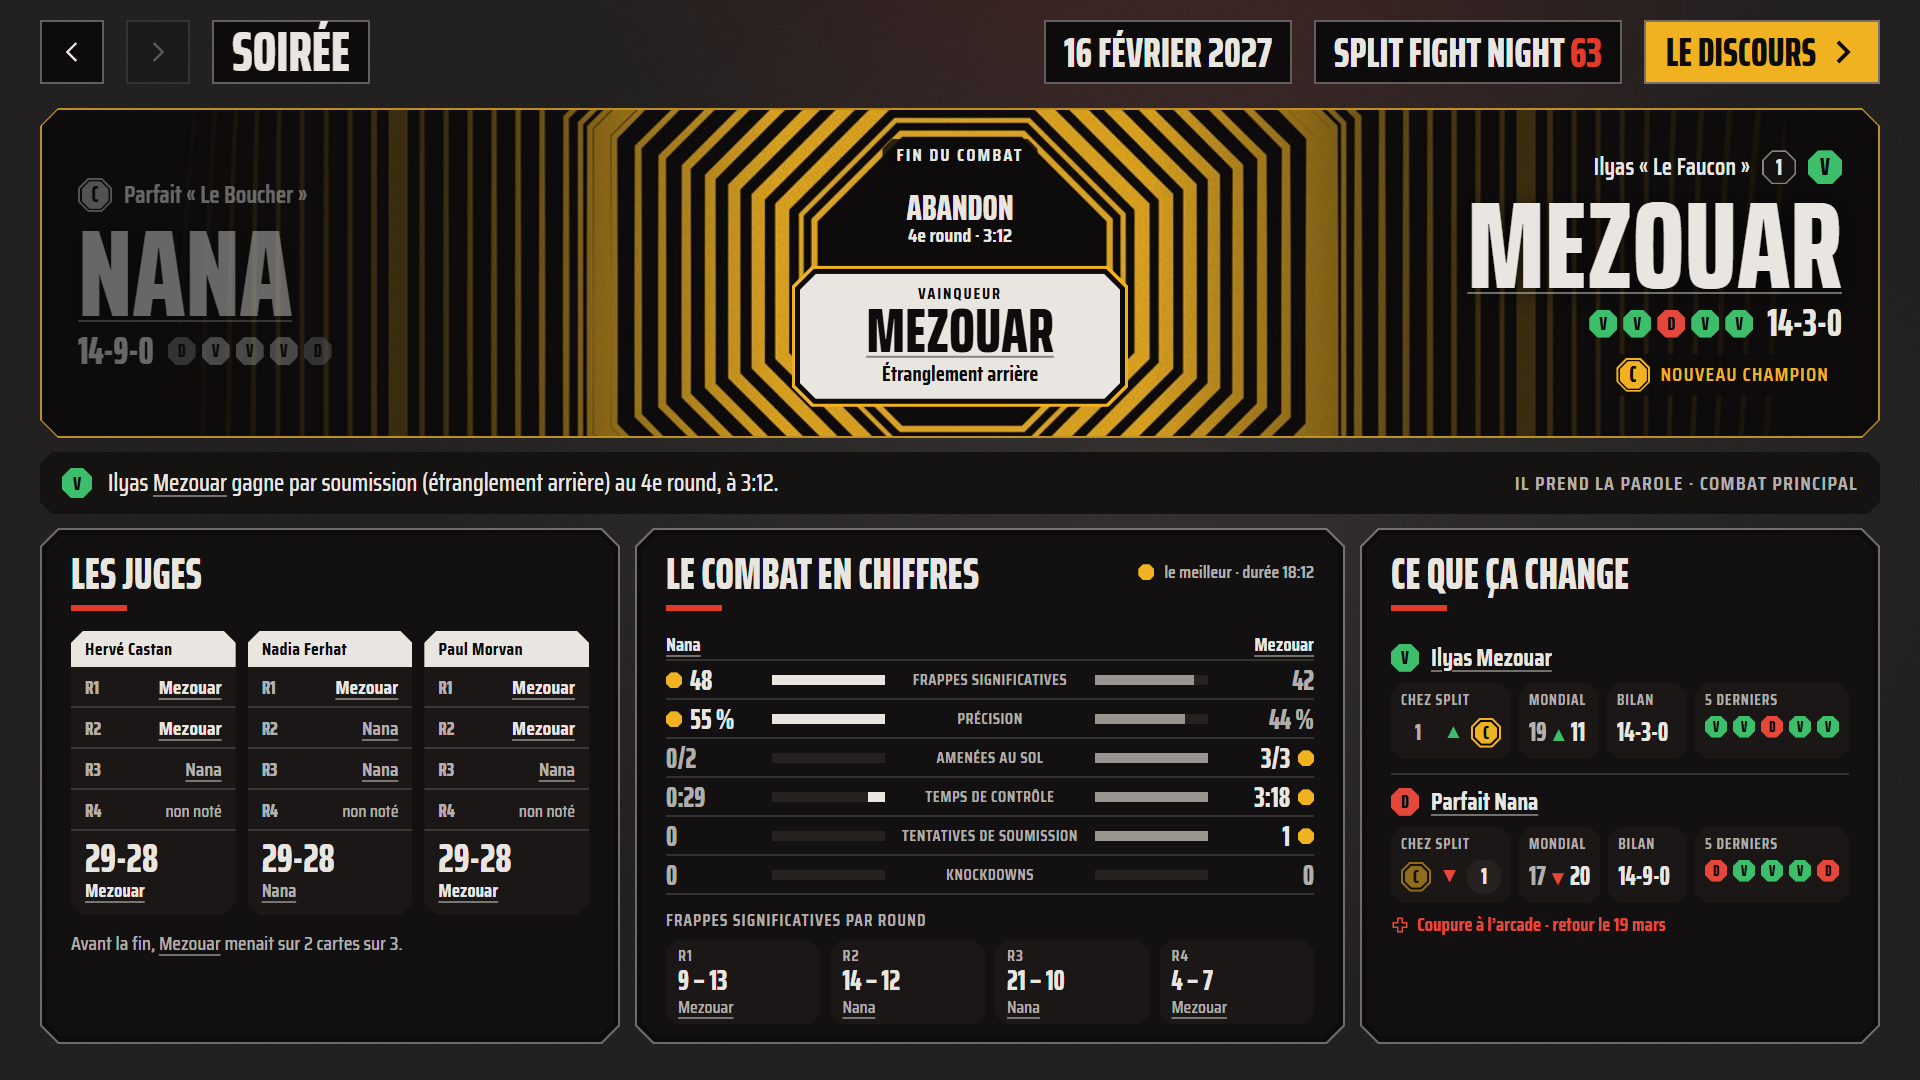 SOIRÉE
16 FÉVRIER 2027
SPLIT FIGHT NIGHT 63
LE DISCOURS
C Parfait « Le Boucher »
NANA
14-9-0 D V V V D
FIN DU COMBAT
ABANDON
4e round · 3:12
VAINQUEUR
MEZOUAR
Étranglement arrière
Ilyas « Le Faucon » 1 V
MEZOUAR
V V D V V 14-3-0
C NOUVEAU CHAMPION
V Ilyas Mezouar gagne par soumission (étranglement arrière) au 4e round, à 3:12.
IL PREND LA PAROLE · COMBAT PRINCIPAL
LES JUGES
Hervé Castan
R1 Mezouar
R2 Mezouar
R3 Nana
R4 non noté
29-28
Mezouar
Nadia Ferhat
R1 Mezouar
R2 Nana
R3 Nana
R4 non noté
29-28
Nana
Paul Morvan
R1 Mezouar
R2 Mezouar
R3 Nana
R4 non noté
29-28
Mezouar
Avant la fin, Mezouar menait sur 2 cartes sur 3.
LE COMBAT EN CHIFFRES
le meilleur · durée 18:12
Nana Mezouar
48 FRAPPES SIGNIFICATIVES 42
55 % PRÉCISION 44 %
0/2 AMENÉES AU SOL 3/3
0:29 TEMPS DE CONTRÔLE 3:18
0 TENTATIVES DE SOUMISSION 1
0 KNOCKDOWNS 0
FRAPPES SIGNIFICATIVES PAR ROUND
R1
9 – 13
Mezouar
R2
14 – 12
Nana
R3
21 – 10
Nana
R4
4 – 7
Mezouar
CE QUE ÇA CHANGE
V Ilyas Mezouar
CHEZ SPLIT
1 ▲ C
MONDIAL
19 ▲ 11
BILAN
14-3-0
5 DERNIERS
V V D V V
D Parfait Nana
CHEZ SPLIT
C ▼ 1
MONDIAL
17 ▼ 20
BILAN
14-9-0
5 DERNIERS
D V V V D
Coupure à l'arcade · retour le 19 mars